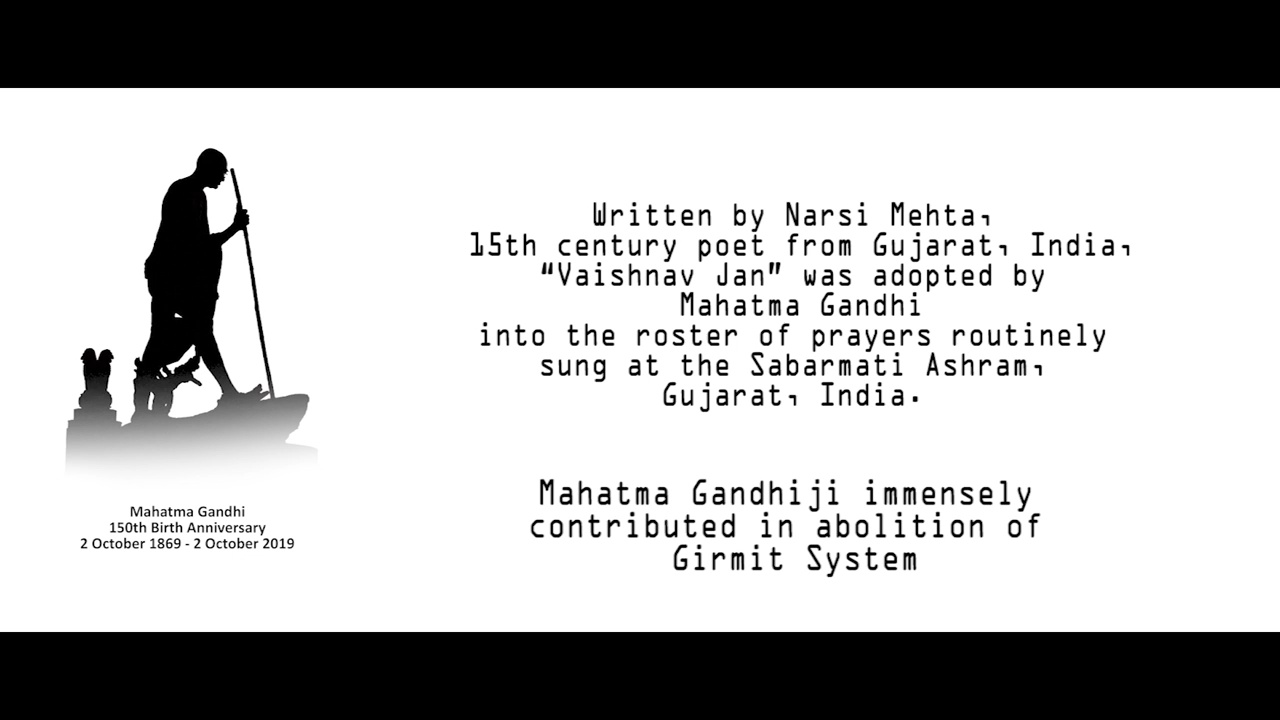 Written by Narsi Mehta,
15th century poet from Gujarat, India,
“Vaishnav Jan” was adopted by
Mahatma Gandhi
into the roster of prayers routinely
sung at the Sabarmati Ashram,
Gujarat, India.
Mahatma Gandhiji immensely
contributed in abolition of
Girmit System
Mahatma Gandhi
150th Birth Anniversary
2 October 1869 - 2 October 2019